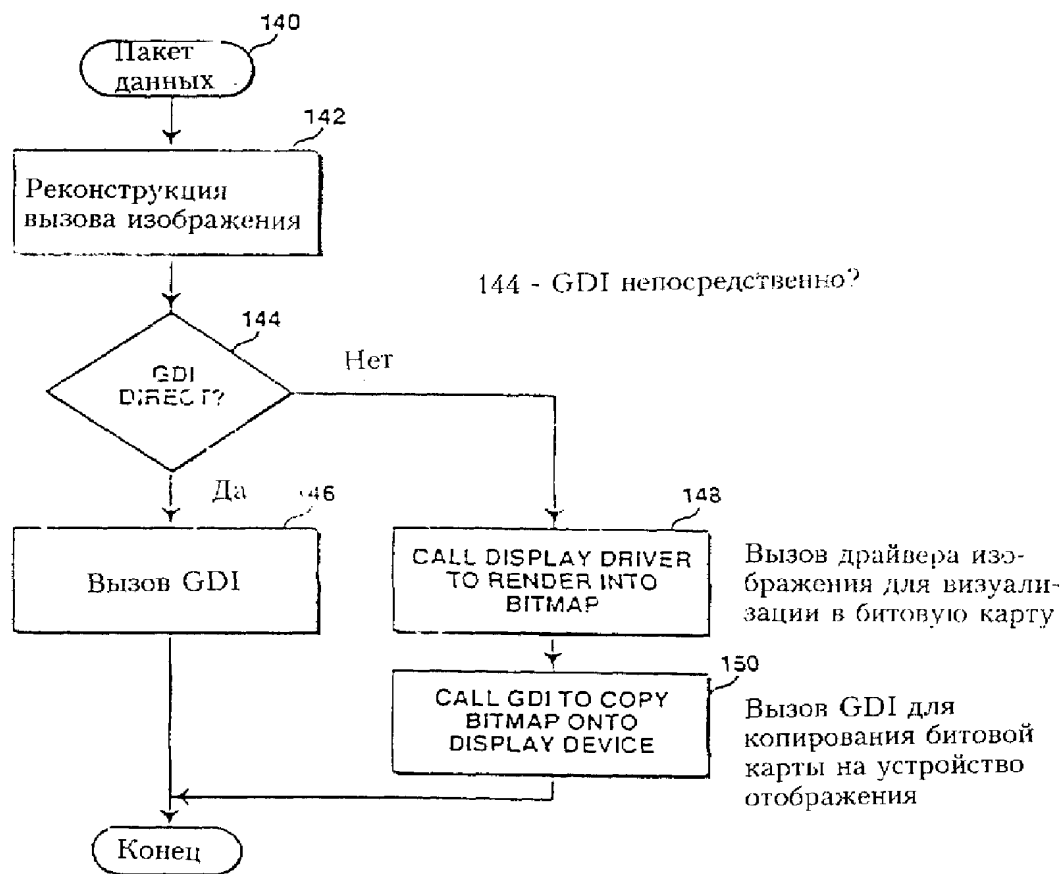 140
Пакет
данных
142
Реконструкция
вызова изображения
144 - GDI непосредственно?
144
GDI
DIRECT?
Нет
Да
146
Вызов GDI
148
CALL DISPLAY DRIVER
TO RENDER INTO
BITMAP
Вызов драйвера изо-
бражения для визуали-
зации в битовую карту
150
CALL GDI TO COPY
BITMAP ONTO
DISPLAY DEVICE
Вызов GDI для
копирования битовой
карты на устройство
отображения
Конец